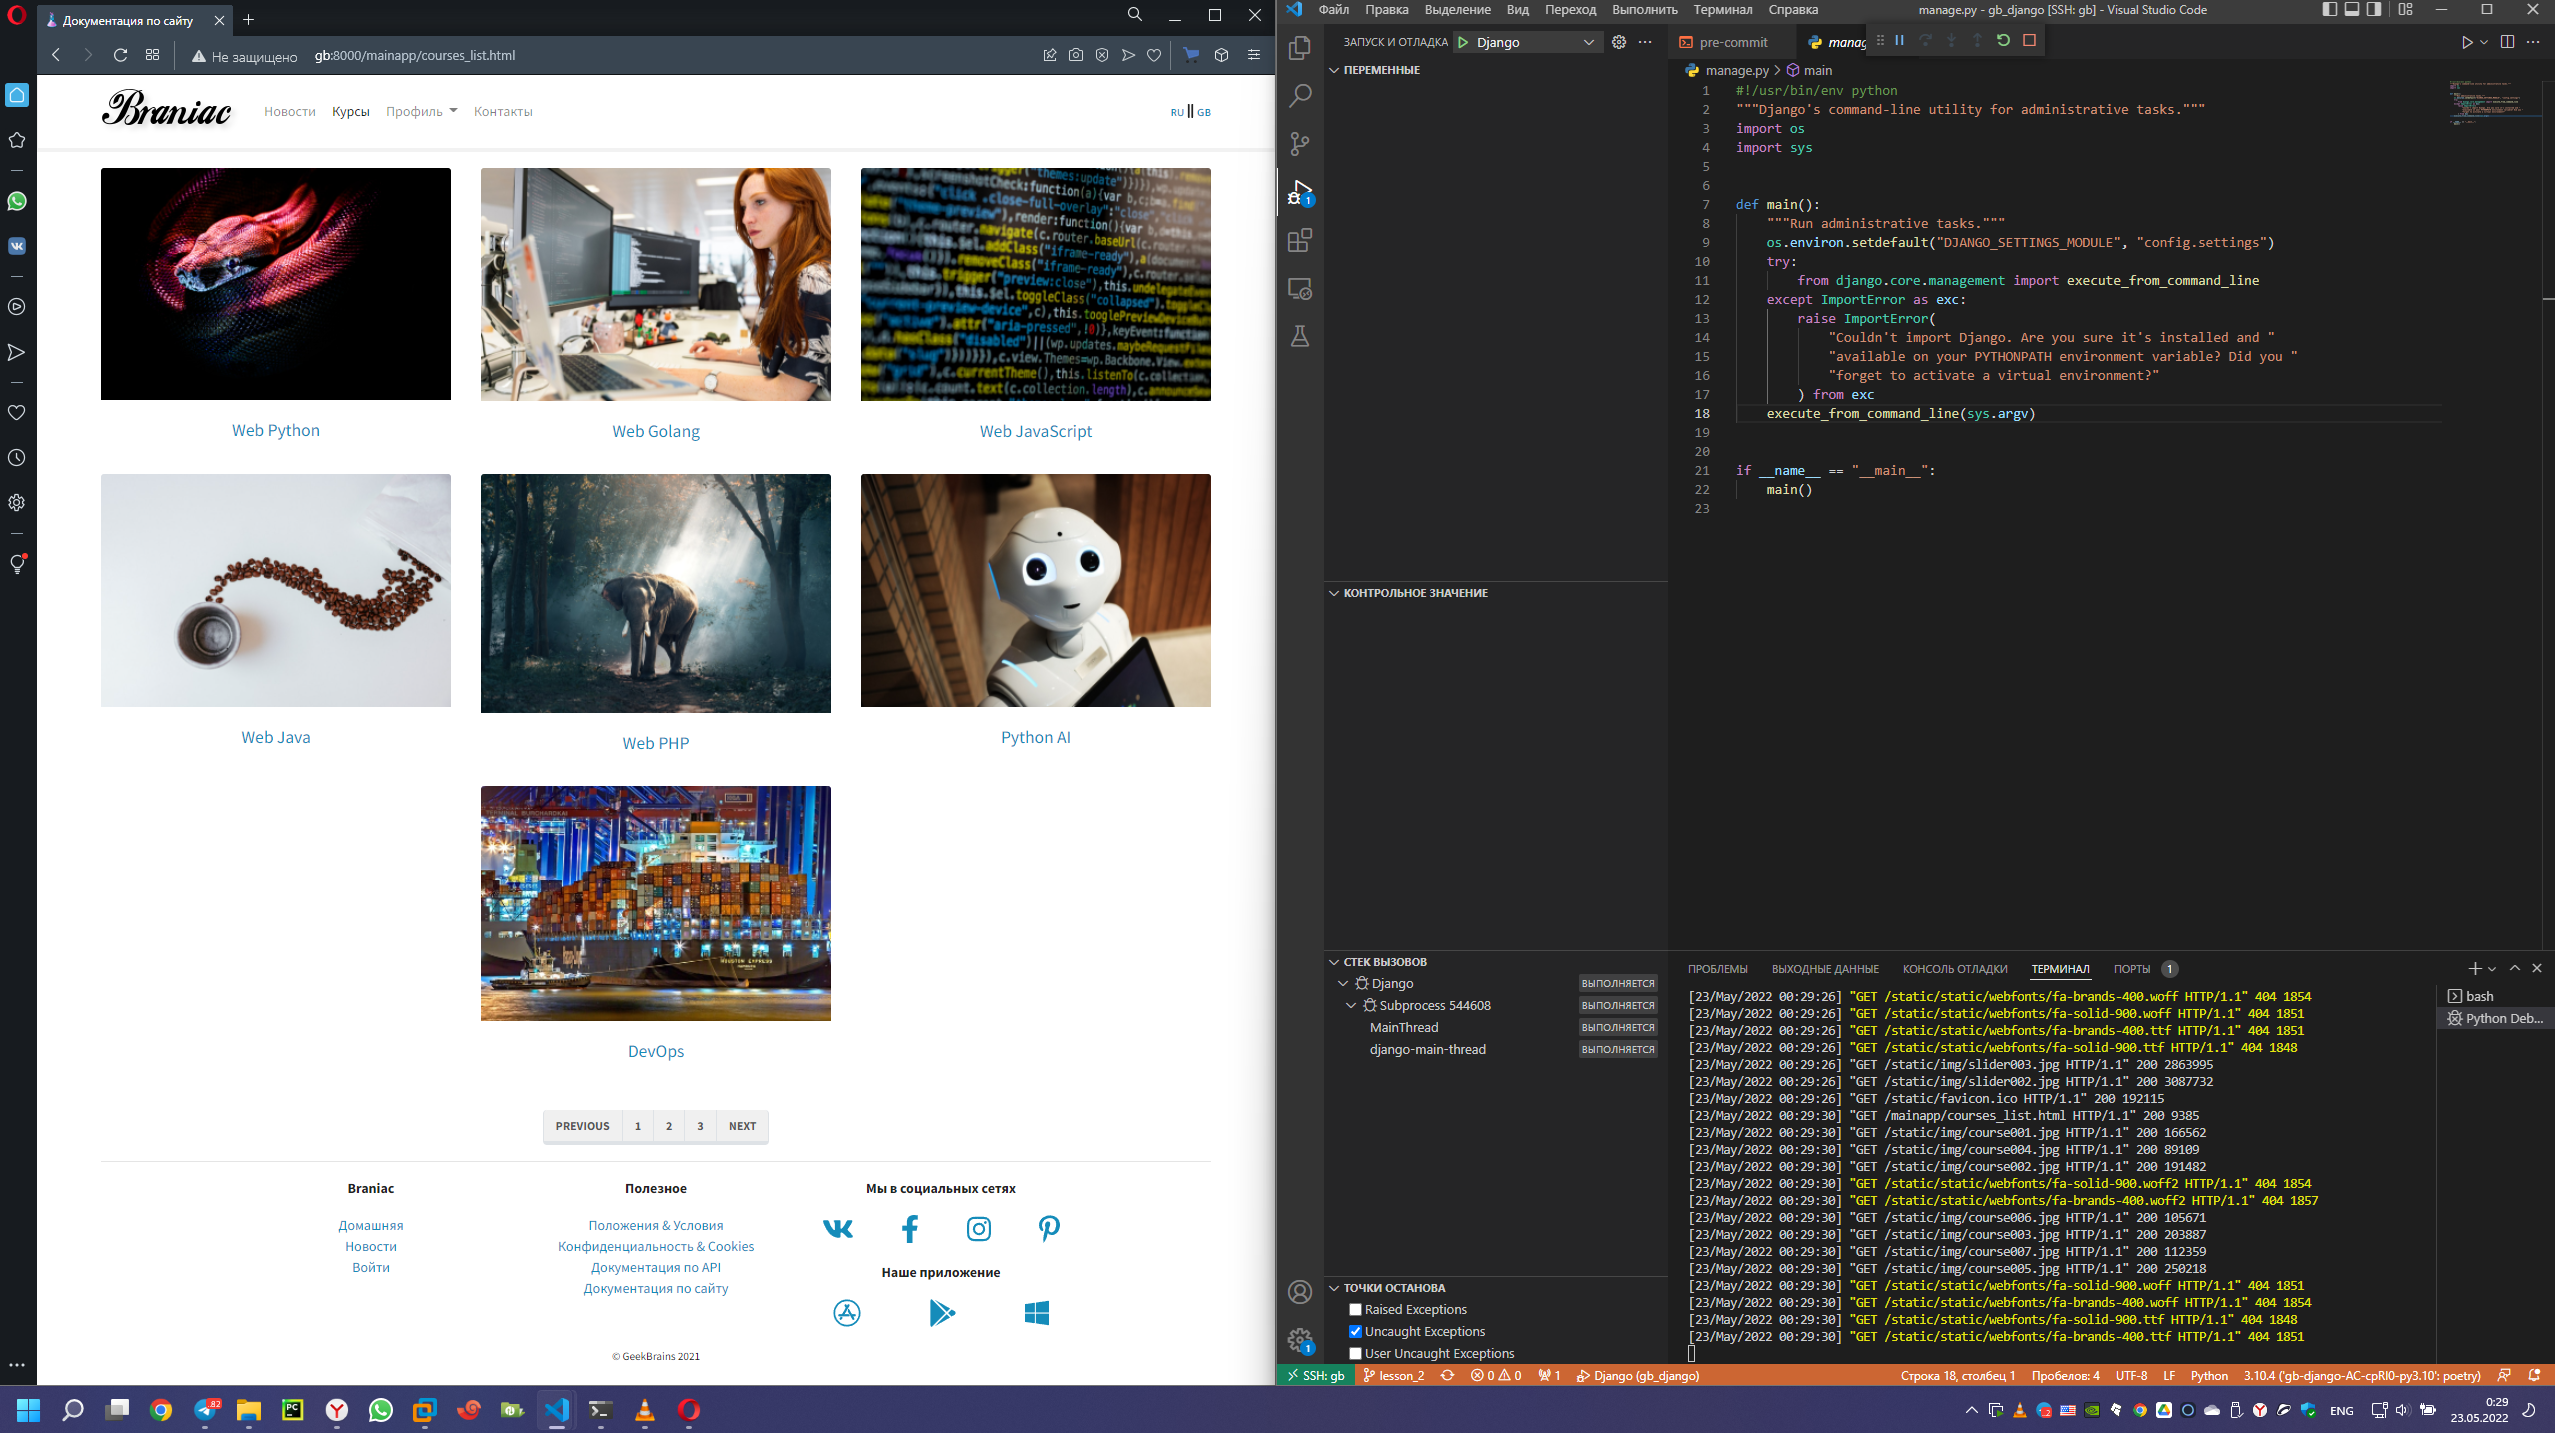 Документация по сайту
Не защищено gb:8000/mainapp/courses_list.html
Braniac Новости Курсы Профиль Контакты RU || GB
Web Python
Web Golang
Web JavaScript
Web Java
Web PHP
Python AI
DevOps
PREVIOUS 1 2 3 NEXT
Braniac
Домашняя
Новости
Войти
Полезное
Положения & Условия
Конфиденциальность & Cookies
Документация по API
Документация по сайту
Мы в социальных сетях
Наше приложение
© GeekBrains 2021
Файл Правка Выделение Вид Переход Выполнить Терминал Справка manage.py - gb_django [SSH: gb] - Visual Studio Code
ЗАПУСК И ОТЛАДКА Django
ПЕРЕМЕННЫЕ
КОНТРОЛЬНОЕ ЗНАЧЕНИЕ
СТЕК ВЫЗОВОВ
Django ВЫПОЛНЯЕТСЯ
Subprocess 544608 ВЫПОЛНЯЕТСЯ
MainThread ВЫПОЛНЯЕТСЯ
django-main-thread ВЫПОЛНЯЕТСЯ
ТОЧКИ ОСТАНОВА
Raised Exceptions
Uncaught Exceptions
User Uncaught Exceptions
pre-commit manag
manage.py > main
1 #!/usr/bin/env python
2 """Django's command-line utility for administrative tasks."""
3 import os
4 import sys
5
6
7 def main():
8 """Run administrative tasks."""
9 os.environ.setdefault("DJANGO_SETTINGS_MODULE", "config.settings")
10 try:
11 from django.core.management import execute_from_command_line
12 except ImportError as exc:
13 raise ImportError(
14 "Couldn't import Django. Are you sure it's installed and "
15 "available on your PYTHONPATH environment variable? Did you "
16 "forget to activate a virtual environment?"
17 ) from exc
18 execute_from_command_line(sys.argv)
19
20
21 if __name__ == "__main__":
22 main()
23
ПРОБЛЕМЫ ВЫХОДНЫЕ ДАННЫЕ КОНСОЛЬ ОТЛАДКИ ТЕРМИНАЛ ПОРТЫ 1
[23/May/2022 00:29:26] "GET /static/static/webfonts/fa-brands-400.woff HTTP/1.1" 404 1854
[23/May/2022 00:29:26] "GET /static/static/webfonts/fa-solid-900.woff HTTP/1.1" 404 1851
[23/May/2022 00:29:26] "GET /static/static/webfonts/fa-brands-400.ttf HTTP/1.1" 404 1851
[23/May/2022 00:29:26] "GET /static/static/webfonts/fa-solid-900.ttf HTTP/1.1" 404 1848
[23/May/2022 00:29:26] "GET /static/img/slider003.jpg HTTP/1.1" 200 2863995
[23/May/2022 00:29:26] "GET /static/img/slider002.jpg HTTP/1.1" 200 3087732
[23/May/2022 00:29:26] "GET /static/favicon.ico HTTP/1.1" 200 192115
[23/May/2022 00:29:30] "GET /mainapp/courses_list.html HTTP/1.1" 200 9385
[23/May/2022 00:29:30] "GET /static/img/course001.jpg HTTP/1.1" 200 166562
[23/May/2022 00:29:30] "GET /static/img/course004.jpg HTTP/1.1" 200 89109
[23/May/2022 00:29:30] "GET /static/img/course002.jpg HTTP/1.1" 200 191482
[23/May/2022 00:29:30] "GET /static/static/webfonts/fa-solid-900.woff2 HTTP/1.1" 404 1854
[23/May/2022 00:29:30] "GET /static/static/webfonts/fa-brands-400.woff2 HTTP/1.1" 404 1857
[23/May/2022 00:29:30] "GET /static/img/course006.jpg HTTP/1.1" 200 105671
[23/May/2022 00:29:30] "GET /static/img/course003.jpg HTTP/1.1" 200 203887
[23/May/2022 00:29:30] "GET /static/img/course007.jpg HTTP/1.1" 200 112359
[23/May/2022 00:29:30] "GET /static/img/course005.jpg HTTP/1.1" 200 250218
[23/May/2022 00:29:30] "GET /static/static/webfonts/fa-solid-900.woff HTTP/1.1" 404 1851
[23/May/2022 00:29:30] "GET /static/static/webfonts/fa-brands-400.woff HTTP/1.1" 404 1854
[23/May/2022 00:29:30] "GET /static/static/webfonts/fa-solid-900.ttf HTTP/1.1" 404 1848
[23/May/2022 00:29:30] "GET /static/static/webfonts/fa-brands-400.ttf HTTP/1.1" 404 1851
bash
Python Deb...
SSH: gb lesson_2 0 0 1 Django (gb_django) Строка 18, столбец 1 Пробелов: 4 UTF-8 LF Python 3.10.4 ('gb-django-AC-cpRI0-py3.10': poetry)
ENG 0:29
23.05.2022